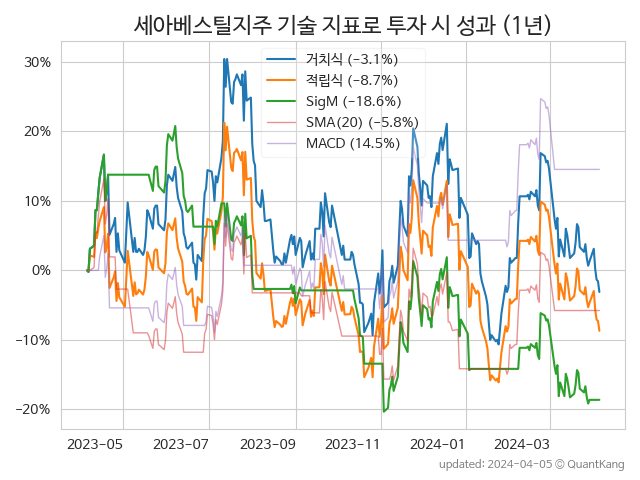 세아베스틸지주 기술 지표로 투자 시 성과 (1년)
거치식 (−3.1%)
적립식 (−8.7%)
SigM (−18.6%)
SMA(20) (−5.8%)
MACD (14.5%)
30%
20%
10%
0%
−10%
−20%
2023-05 2023-07 2023-09 2023-11 2024-01 2024-03
updated: 2024-04-05 © QuantKang